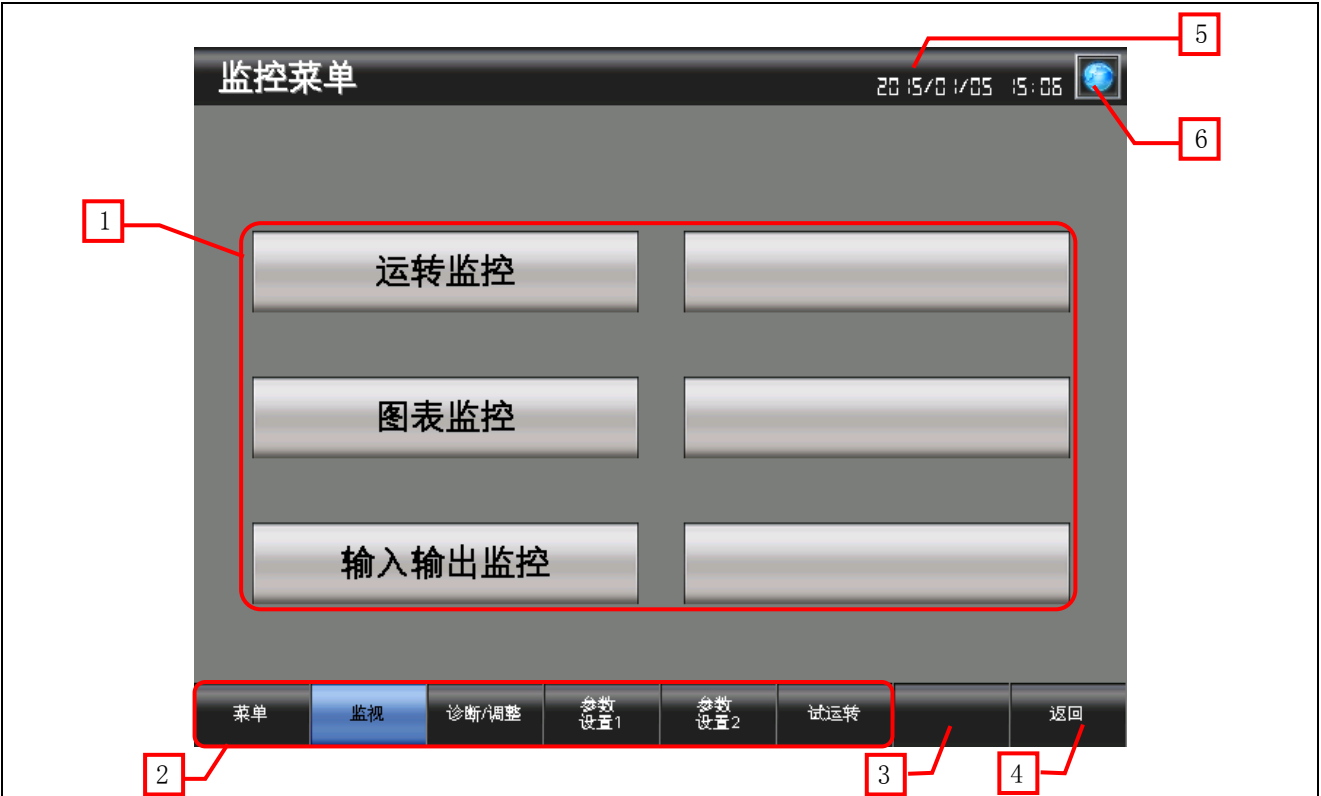 5
监控菜单
2015/01/05 15:06
6
1
运转监控
图表监控
输入输出监控
菜单
监视
诊断/调整
参数
设置1
参数
设置2
试运转
返回
2
3
4